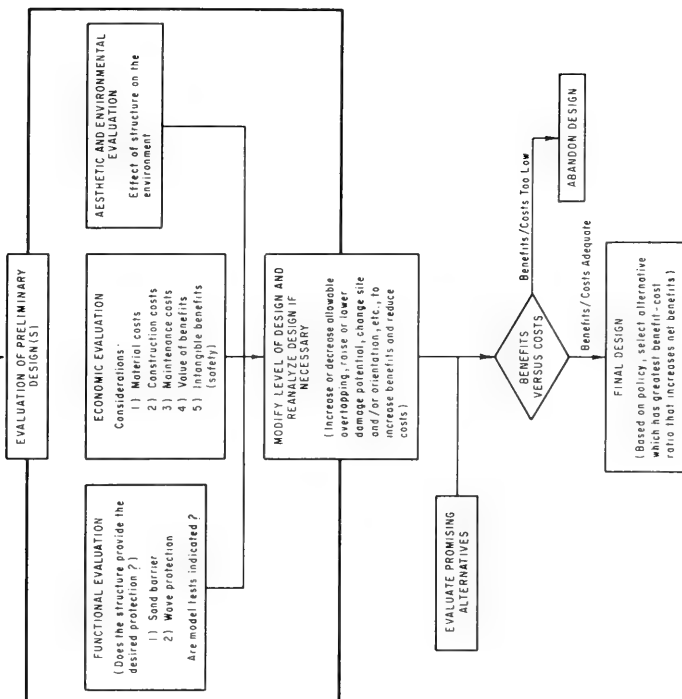 EVALUATION OF PRELIMINARY
DESIGN(S)
FUNCTIONAL EVALUATION
(Does the structure provide the
desired protection ?)
1) Sand barrier
2) Wave protection
Are model tests indicated ?
ECONOMIC EVALUATION
Considerations:
1) Material costs
2) Construction costs
3) Maintenance costs
4) Value of benefits
5) Intangible benefits
(safety)
AESTHETIC AND ENVIRONMENTAL
EVALUATION
Effect of structure on the
environment
MODIFY LEVEL OF DESIGN AND
REANALYZE DESIGN IF
NECESSARY
(Increase or decrease allowable
overtopping, raise or lower
damage potential, change site
and/or orientation, etc., to
increase benefits and reduce
costs)
EVALUATE PROMISING
ALTERNATIVES
BENEFITS
VERSUS COSTS
Benefits/Costs Too Low
ABANDON DESIGN
Benefits/Costs Adequate
FINAL DESIGN
(Based on policy, select alternative
which has greatest benefit-cost
ratio that increases net benefits)